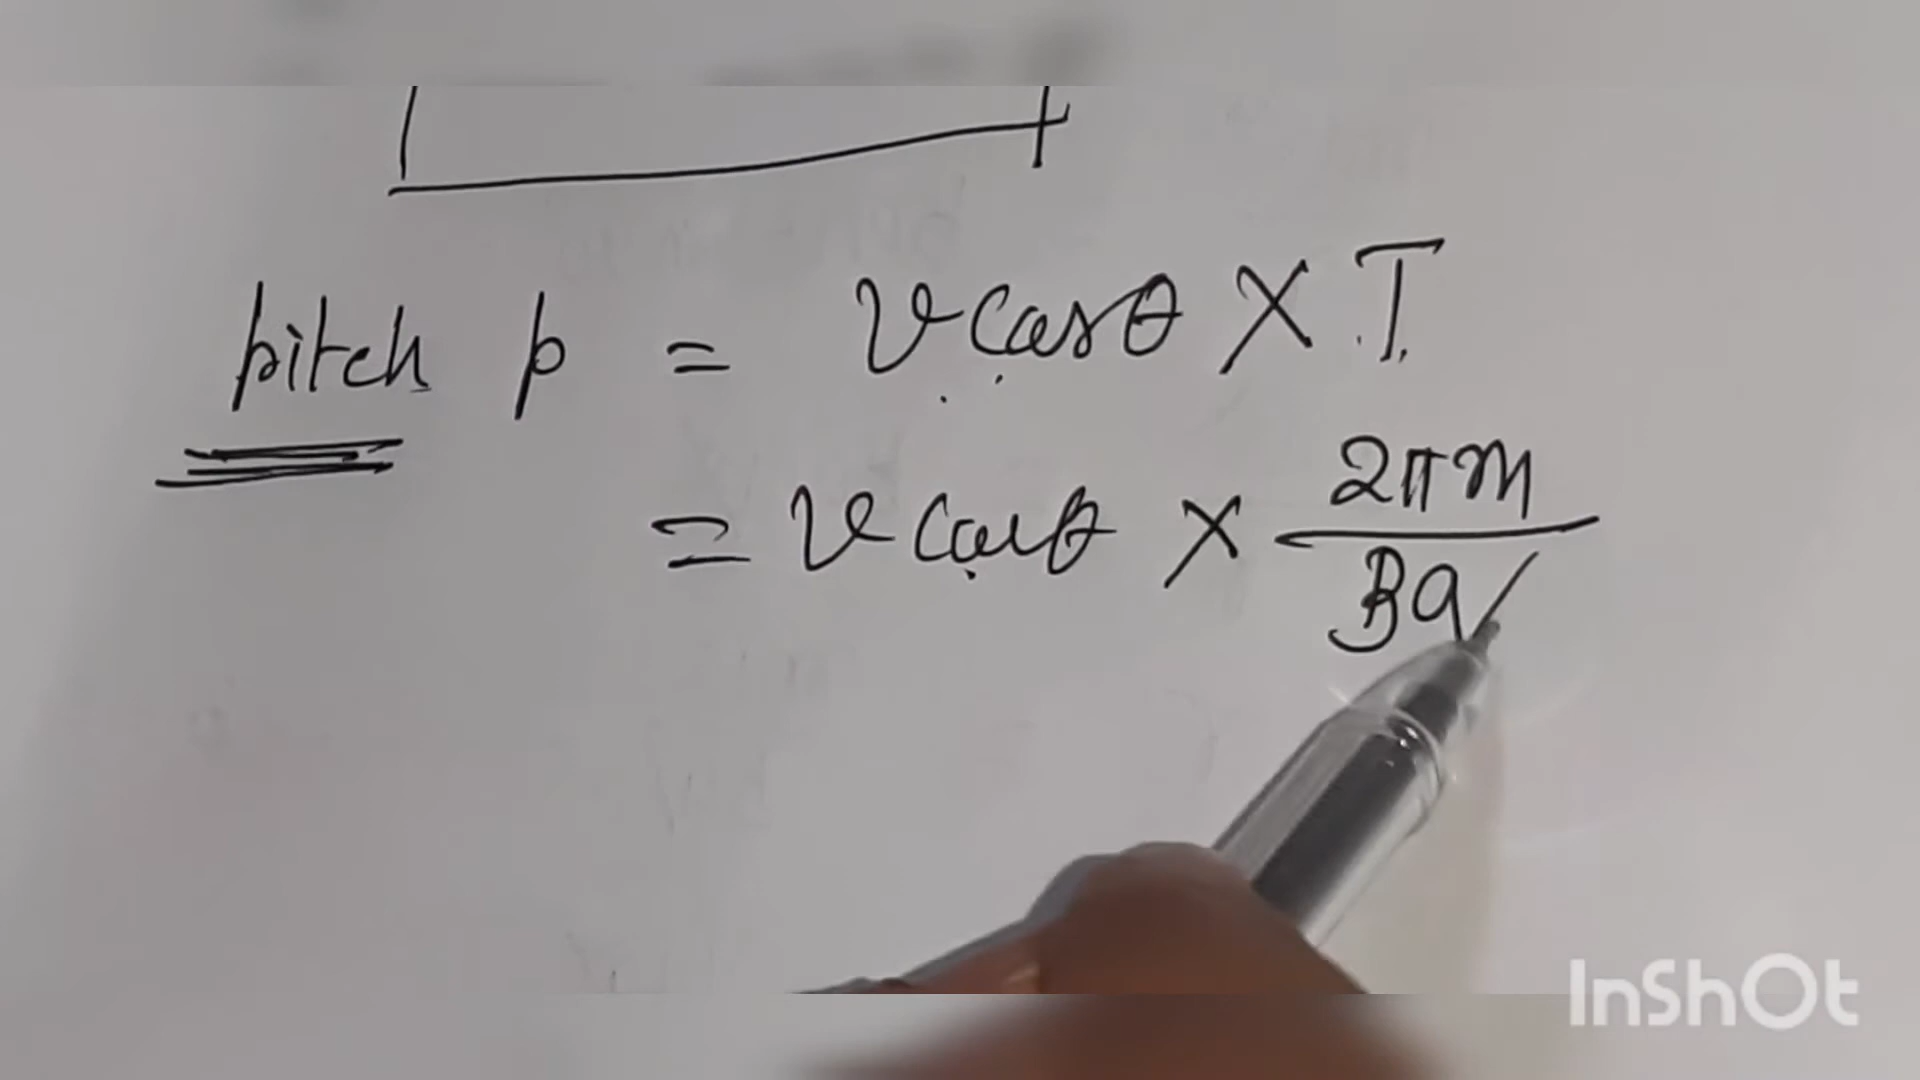 pitch p = v cosθ × T
= v cosθ × 2πm / Bq
InShOt